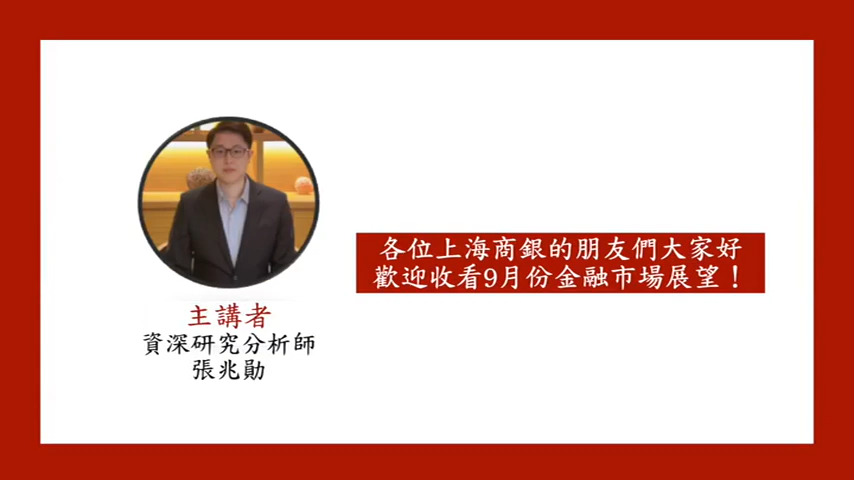 各位上海商銀的朋友們大家好
歡迎收看9月份金融市場展望！
主講者
資深研究分析師
張兆勛